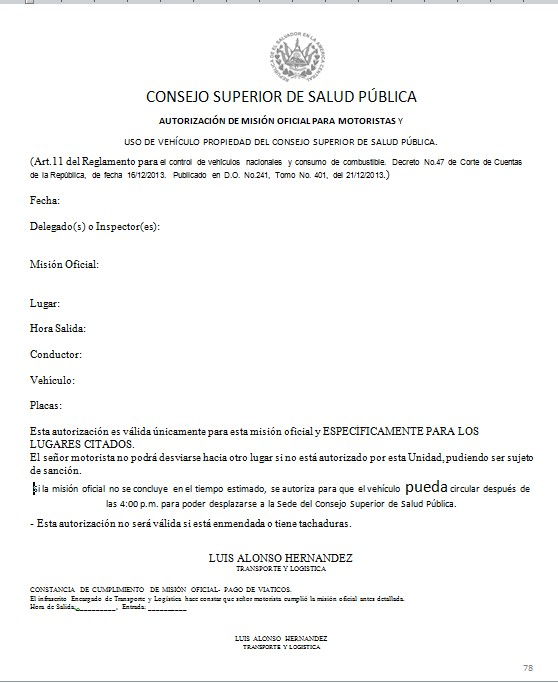 REPUBLICA DE EL SALVADOR EN LA AMERICA CENTRAL
CONSEJO SUPERIOR DE SALUD PÚBLICA
AUTORIZACIÓN DE MISIÓN OFICIAL PARA MOTORISTAS Y
USO DE VEHÍCULO PROPIEDAD DEL CONSEJO SUPERIOR DE SALUD PÚBLICA.
(Art.11 del Reglamento para el control de vehículos nacionales y consumo de combustible. Decreto No.47 de Corte de Cuentas
de la República, de fecha 16/12/2013. Publicado en D.O. No.241, Tomo No. 401, del 21/12/2013.)
Fecha:
Delegado(s) o Inspector(es):
Misión Oficial:
Lugar:
Hora Salida:
Conductor:
Vehículo:
Placas:
Esta autorización es válida únicamente para esta misión oficial y ESPECIFICAMENTE PARA LOS
LUGARES CITADOS.
El señor motorista no podrá desviarse hacia otro lugar si no está autorizado por esta Unidad, pudiendo ser sujeto
de sanción.
Si la misión oficial no se concluye en el tiempo estimado, se autoriza para que el vehículo pueda circular después de
las 4:00 p.m. para poder desplazarse a la Sede del Consejo Superior de Salud Pública.
- Esta autorización no será válida si está enmendada o tiene tachaduras.
LUIS ALONSO HERNANDEZ
TRANSPORTE Y LOGISTICA
CONSTANCIA DE CUMPLIMIENTO DE MISIÓN OFICIAL- PAGO DE VIATICOS.
El infrascrito Encargado de Transporte y Logística hace constar que señor motorista cumplió la misión oficial antes detallada.
Hora de Salida:__________, Entrada: __________
LUIS ALONSO HERNANDEZ
TRANSPORTE Y LOGISTICA
78